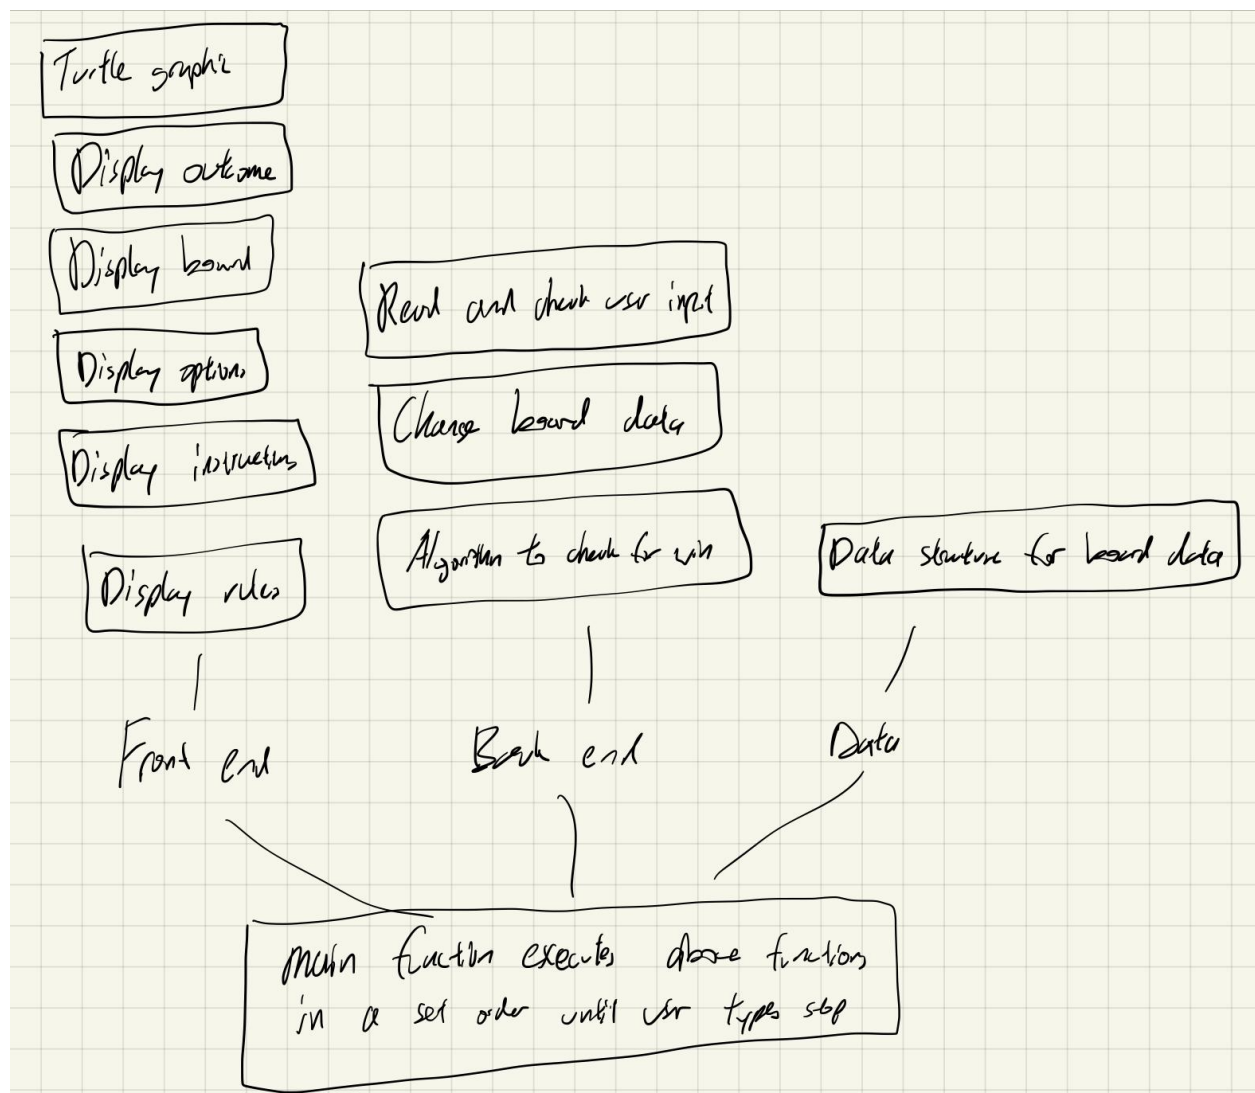 Turtle graphic
Display outcome
Display board
Display options
Display instructions
Display rules
Read and check user input
Change board data
Algorithm to check for win
Data structure for board data
Front end
Back end
Data
main function executes above functions
in a set order until user types stop